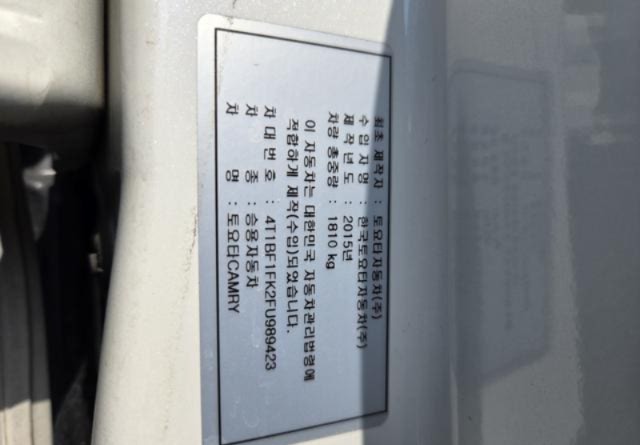 최초 제작자 : 토요타자동차(주)
수입자명 : 한국토요타자동차(주)
제작년도 : 2015년
차량 총중량 : 1810 kg
이 자동차는 대한민국 자동차관리법령에
적합하게 제작(수입)되었습니다.
차대번호 : 4T1BF1FK2FU989423
차 종 : 승용자동차
차 명 : 토요타CAMRY